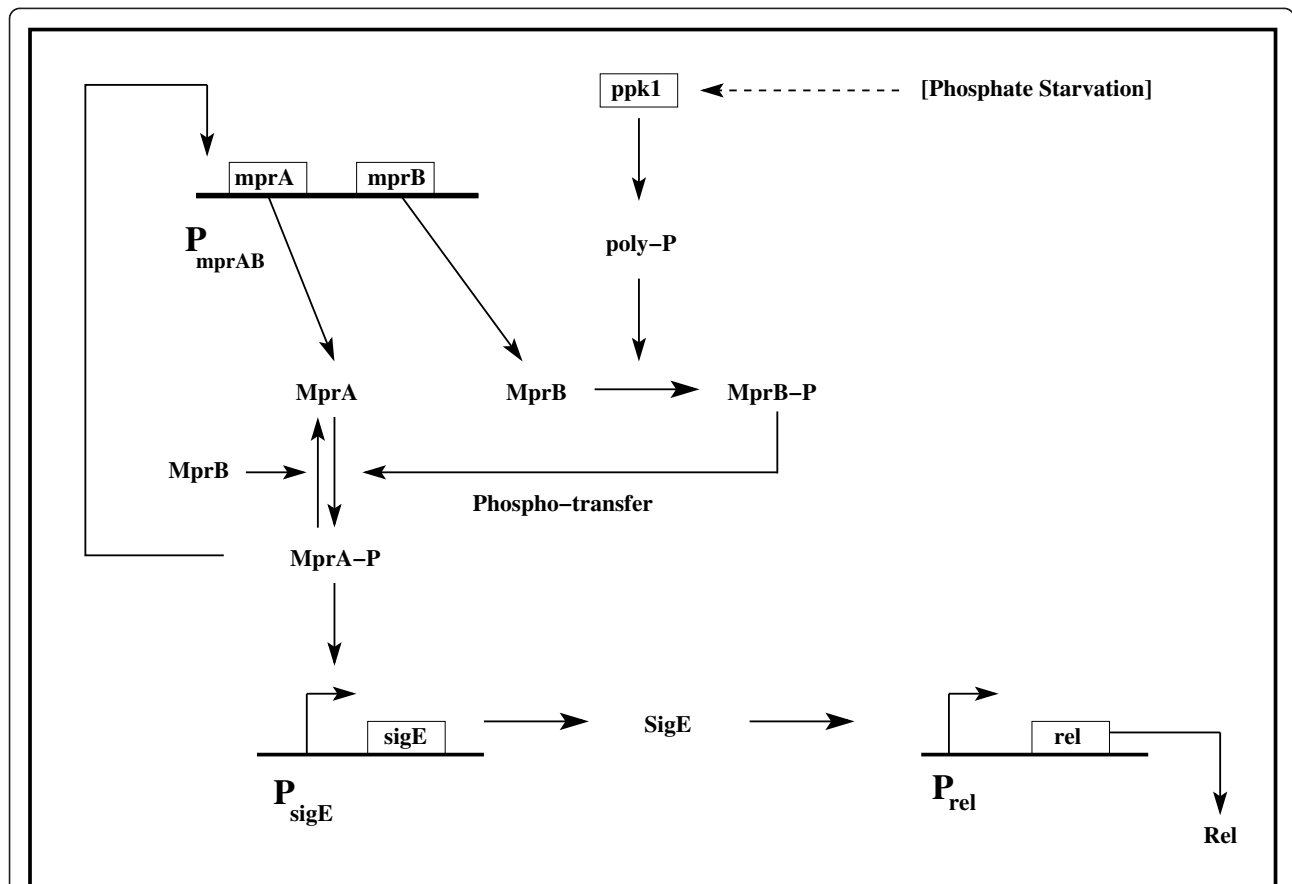 ppk1
[Phosphate Starvation]
mprA
mprB
P mprAB
poly–P
MprA
MprB
MprB–P
MprB
Phospho–transfer
MprA–P
sigE
SigE
rel
P sigE
P rel
Rel